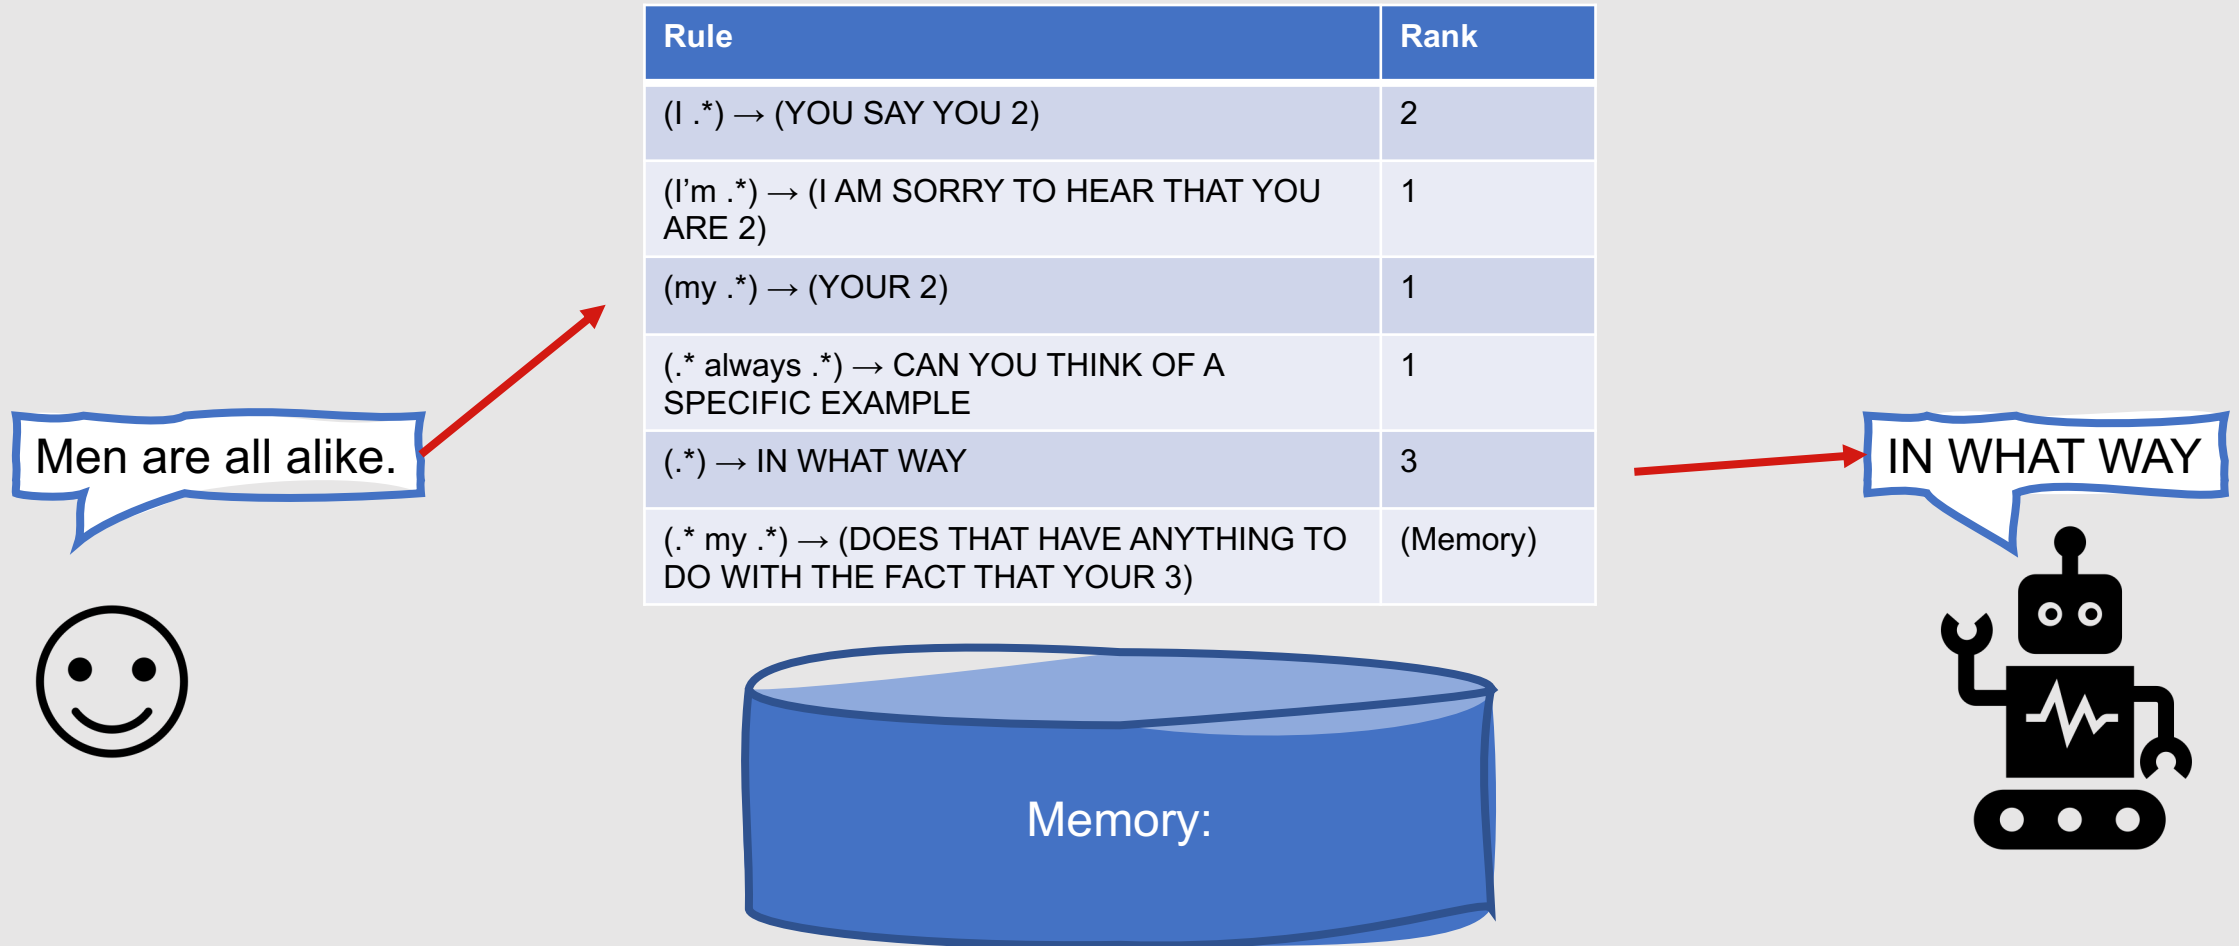 Rule Rank
(I .*) → (YOU SAY YOU 2) 2
(I’m .*) → (I AM SORRY TO HEAR THAT YOU 1
ARE 2)
(my .*) → (YOUR 2) 1
(.* always .*) → CAN YOU THINK OF A 1
SPECIFIC EXAMPLE
(.*) → IN WHAT WAY 3
(.* my .*) → (DOES THAT HAVE ANYTHING TO (Memory)
DO WITH THE FACT THAT YOUR 3)
Men are all alike.
IN WHAT WAY
Memory: